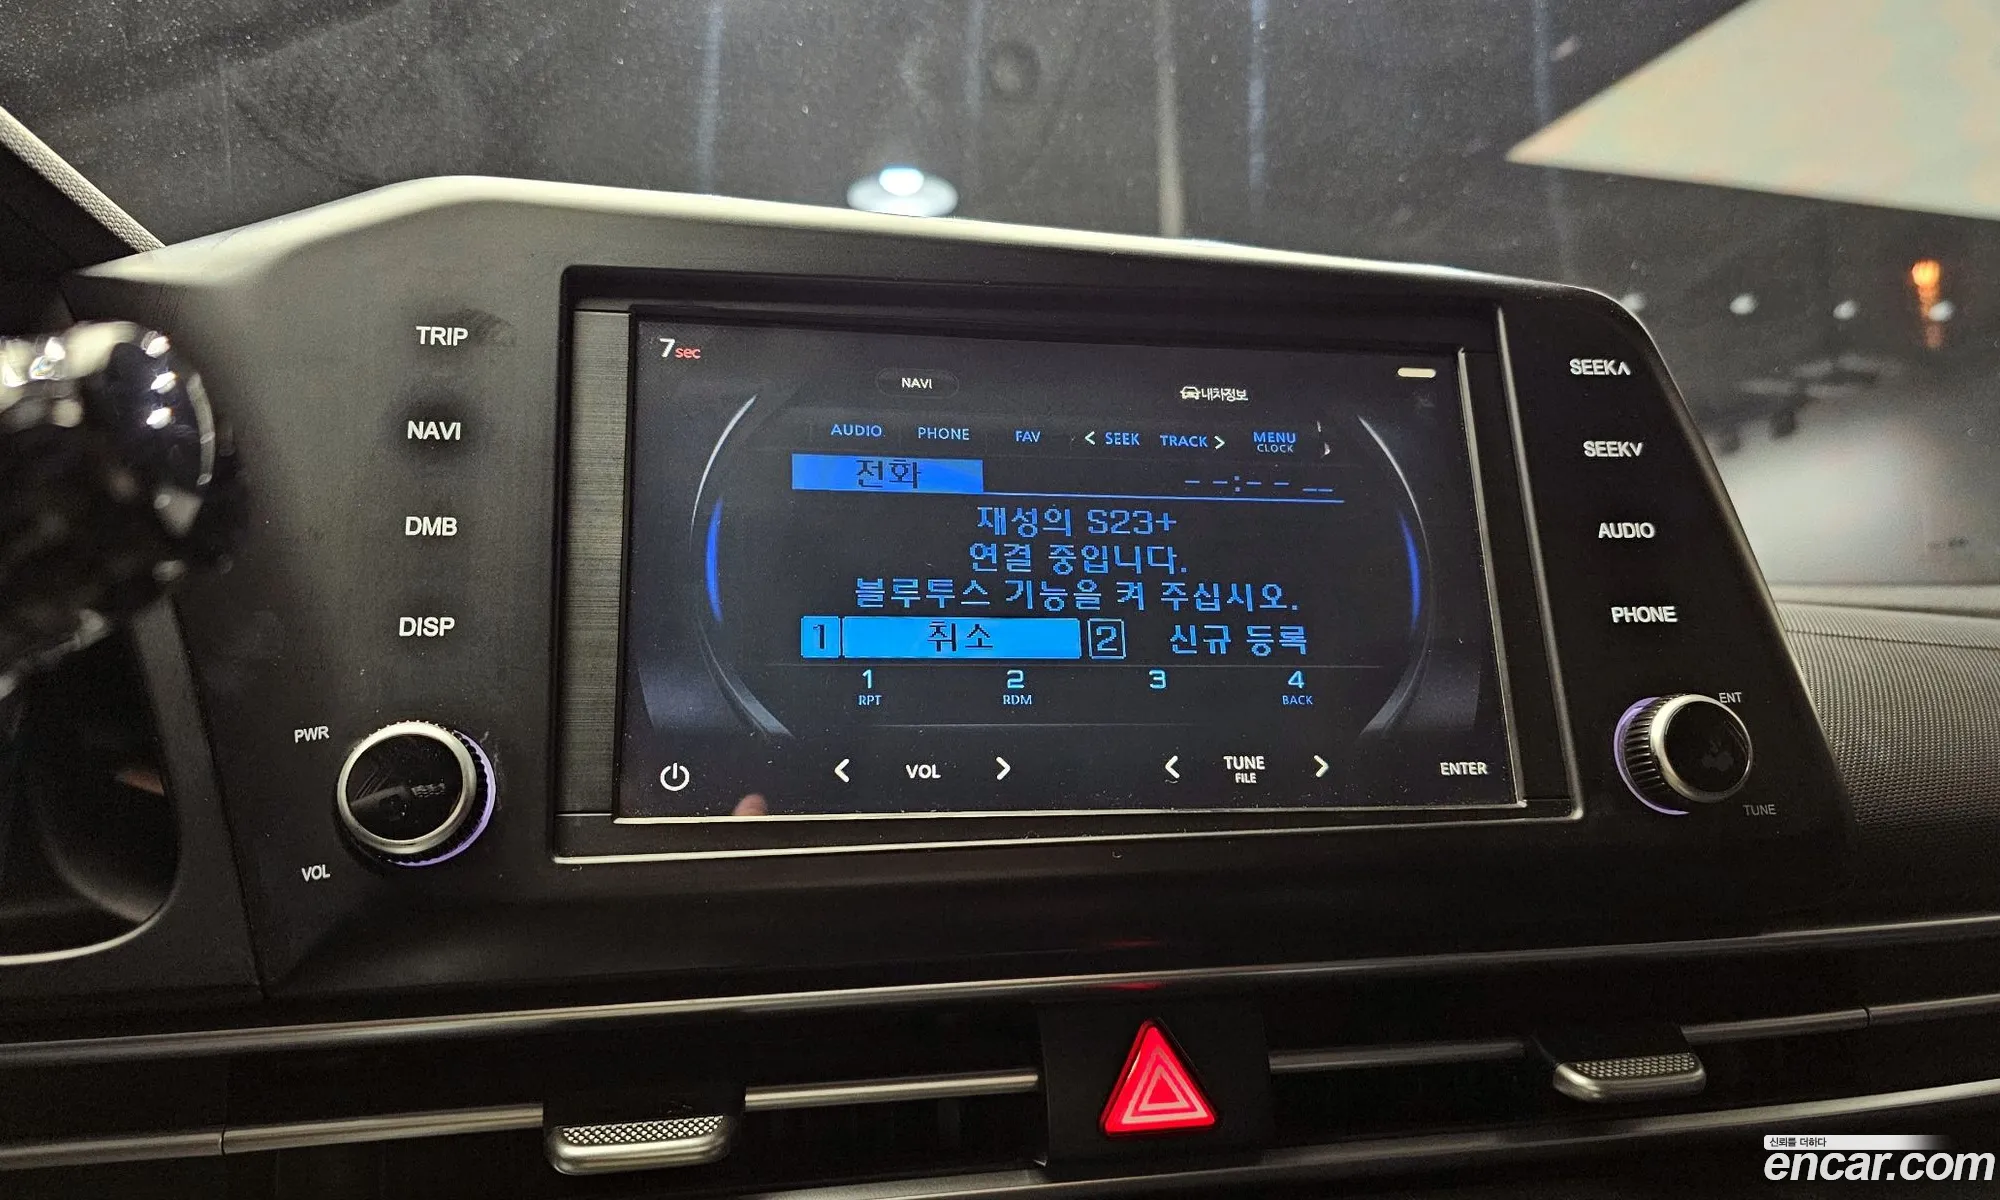 TRIP
NAVI
DMB
DISP
PWR
VOL
7sec
NAVI
내차정보
AUDIO PHONE FAV < SEEK TRACK > MENU
CLOCK
전화 --:-- --
재성의 S23+
연결 중입니다.
블루투스 기능을 켜 주십시오.
1 취소 2 신규 등록
1 2 3 4
RPT RDM BACK
< VOL > < TUNE > ENTER
FILE
SEEK∧
SEEK∨
AUDIO
PHONE
ENT
TUNE
신뢰를 더하다
encar.com